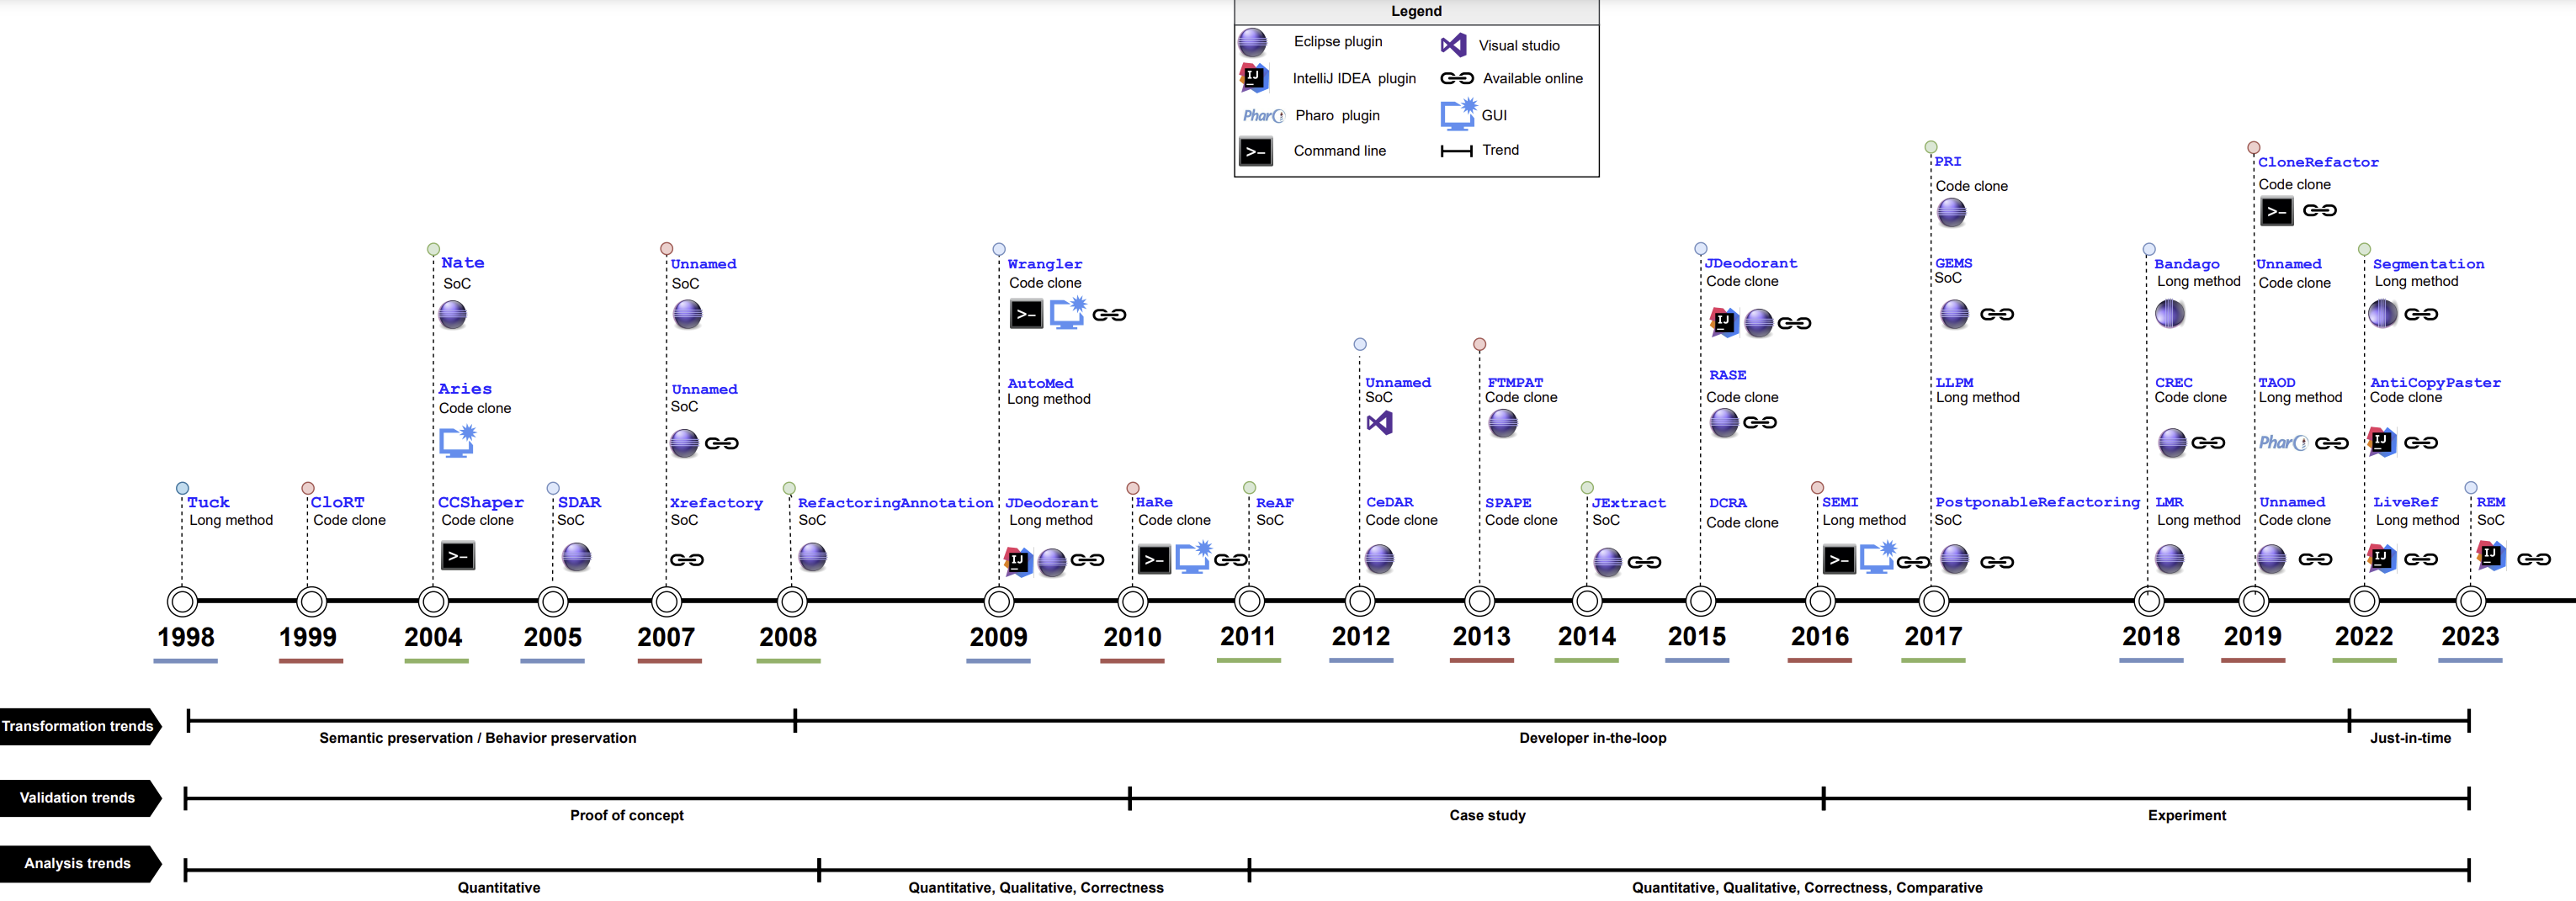 Legend
Eclipse plugin
Visual studio
IJ
IntelliJ IDEA plugin
Available online
Pharo
Pharo plugin
GUI
>-
Command line
Trend
Tuck
Long method
1998
CloRT
Code clone
1999
Nate
SoC
Aries
Code clone
CCShaper
Code clone
>-
2004
SDAR
SoC
2005
Unnamed
SoC
Unnamed
SoC
Xrefactory
SoC
2007
RefactoringAnnotation
SoC
2008
Wrangler
Code clone
>-
AutoMed
Long method
JDeodorant
Long method
IJ
2009
HaRe
Code clone
>-
2010
ReAF
SoC
2011
Unnamed
SoC
CeDAR
Code clone
2012
FTMPAT
Code clone
SPAPE
Code clone
2013
JExtract
SoC
2014
JDeodorant
Code clone
IJ
RASE
Code clone
DCRA
Code clone
2015
SEMI
Long method
>-
2016
PRI
Code clone
GEMS
SoC
LLPM
Long method
PostponableRefactoring
SoC
2017
Bandago
Long method
CREC
Code clone
LMR
Long method
2018
CloneRefactor
Code clone
>-
Unnamed
Code clone
TAOD
Long method
Pharo
Unnamed
Code clone
2019
Segmentation
Long method
AntiCopyPaster
Code clone
IJ
LiveRef
Long method
IJ
2022
REM
SoC
IJ
2023
Transformation trends
Semantic preservation / Behavior preservation
Developer in-the-loop
Just-in-time
Validation trends
Proof of concept
Case study
Experiment
Analysis trends
Quantitative
Quantitative, Qualitative, Correctness
Quantitative, Qualitative, Correctness, Comparative